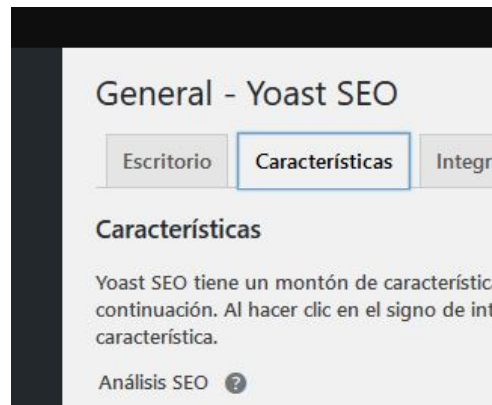 General - Yoast SEO
Escritorio Características Integr
Características
Yoast SEO tiene un montón de característic
continuación. Al hacer clic en el signo de int
característica.
Análisis SEO ?